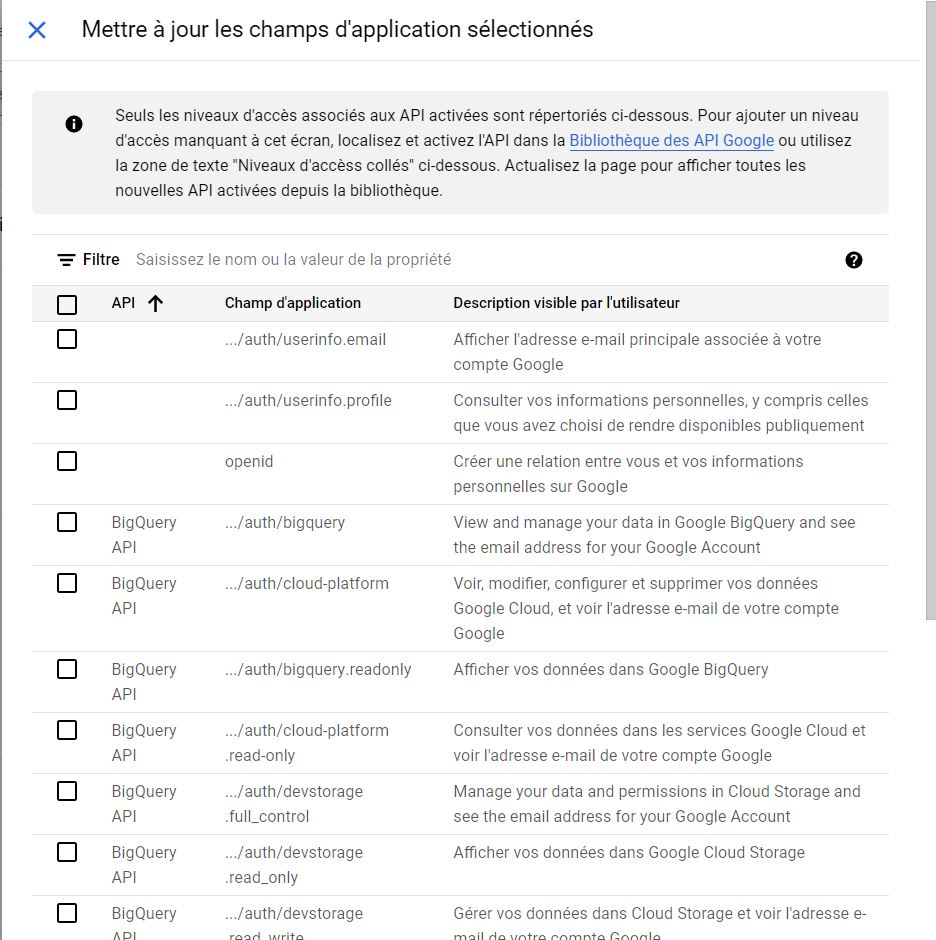 Mettre à jour les champs d'application sélectionnés
Seuls les niveaux d'accès associés aux API activées sont répertoriés ci-dessous. Pour ajouter un niveau
d'accès manquant à cet écran, localisez et activez l'API dans la Bibliothèque des API Google ou utilisez
la zone de texte "Niveaux d'accèss collés" ci-dessous. Actualisez la page pour afficher toutes les
nouvelles API activées depuis la bibliothèque.
Filtre Saisissez le nom ou la valeur de la propriété
API Champ d'application Description visible par l'utilisateur
.../auth/userinfo.email Afficher l'adresse e-mail principale associée à votre
compte Google
.../auth/userinfo.profile Consulter vos informations personnelles, y compris celles
que vous avez choisi de rendre disponibles publiquement
openid Créer une relation entre vous et vos informations
personnelles sur Google
BigQuery .../auth/bigquery View and manage your data in Google BigQuery and see
API the email address for your Google Account
BigQuery .../auth/cloud-platform Voir, modifier, configurer et supprimer vos données
API Google Cloud, et voir l'adresse e-mail de votre compte
Google
BigQuery .../auth/bigquery.readonly Afficher vos données dans Google BigQuery
API
BigQuery .../auth/cloud-platform Consulter vos données dans les services Google Cloud et
API .read-only voir l'adresse e-mail de votre compte Google
BigQuery .../auth/devstorage Manage your data and permissions in Cloud Storage and
API .full_control see the email address for your Google Account
BigQuery .../auth/devstorage Afficher vos données dans Google Cloud Storage
API .read_only
BigQuery .../auth/devstorage Gérer vos données dans Cloud Storage et voir l'adresse e-
API .read_write mail de votre compte Google